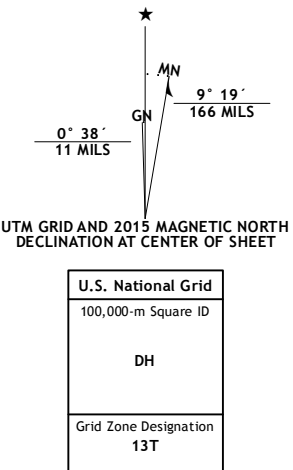 ★
MN
GN
9° 19´
166 MILS
0° 38´
11 MILS
UTM GRID AND 2015 MAGNETIC NORTH
DECLINATION AT CENTER OF SHEET
U.S. National Grid
100,000-m Square ID
DH
Grid Zone Designation
13T